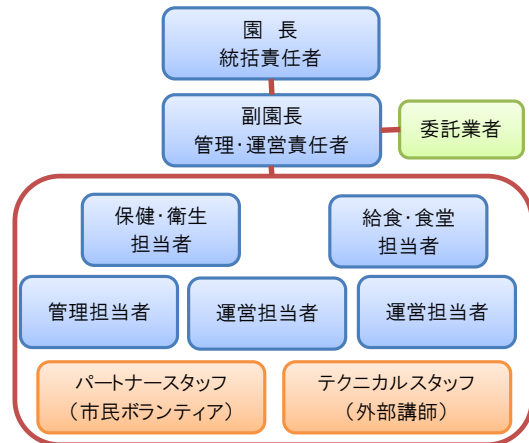 園 長
統括責任者
副園長
管理・運営責任者
委託業者
保健・衛生
担当者
給食・食堂
担当者
管理担当者
運営担当者
運営担当者
パートナースタッフ
（市民ボランティア）
テクニカルスタッフ
（外部講師）